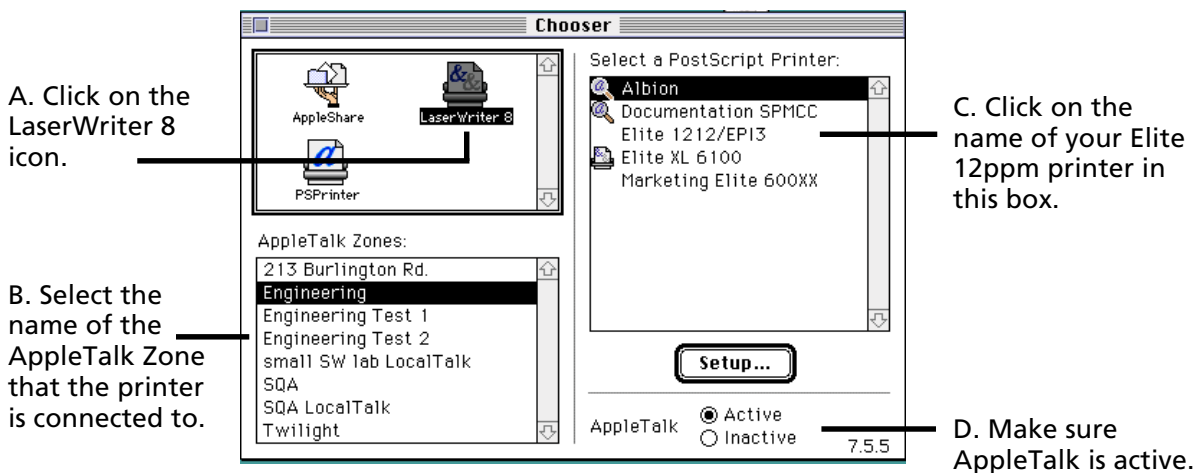 Chooser
A. Click on the
LaserWriter 8
icon.
B. Select the
name of the
AppleTalk Zone
that the printer
is connected to.
AppleShare
LaserWriter 8
PSPrinter
AppleTalk Zones:
213 Burlington Rd.
Engineering
Engineering Test 1
Engineering Test 2
small SW lab LocalTalk
SQA
SQA LocalTalk
Twilight
Select a PostScript Printer:
Albion
Documentation SPMCC
Elite 1212/EPI3
Elite XL 6100
Marketing Elite 600XX
Setup...
AppleTalk
Active
Inactive
7.5.5
C. Click on the
name of your Elite
12ppm printer in
this box.
D. Make sure
AppleTalk is active.